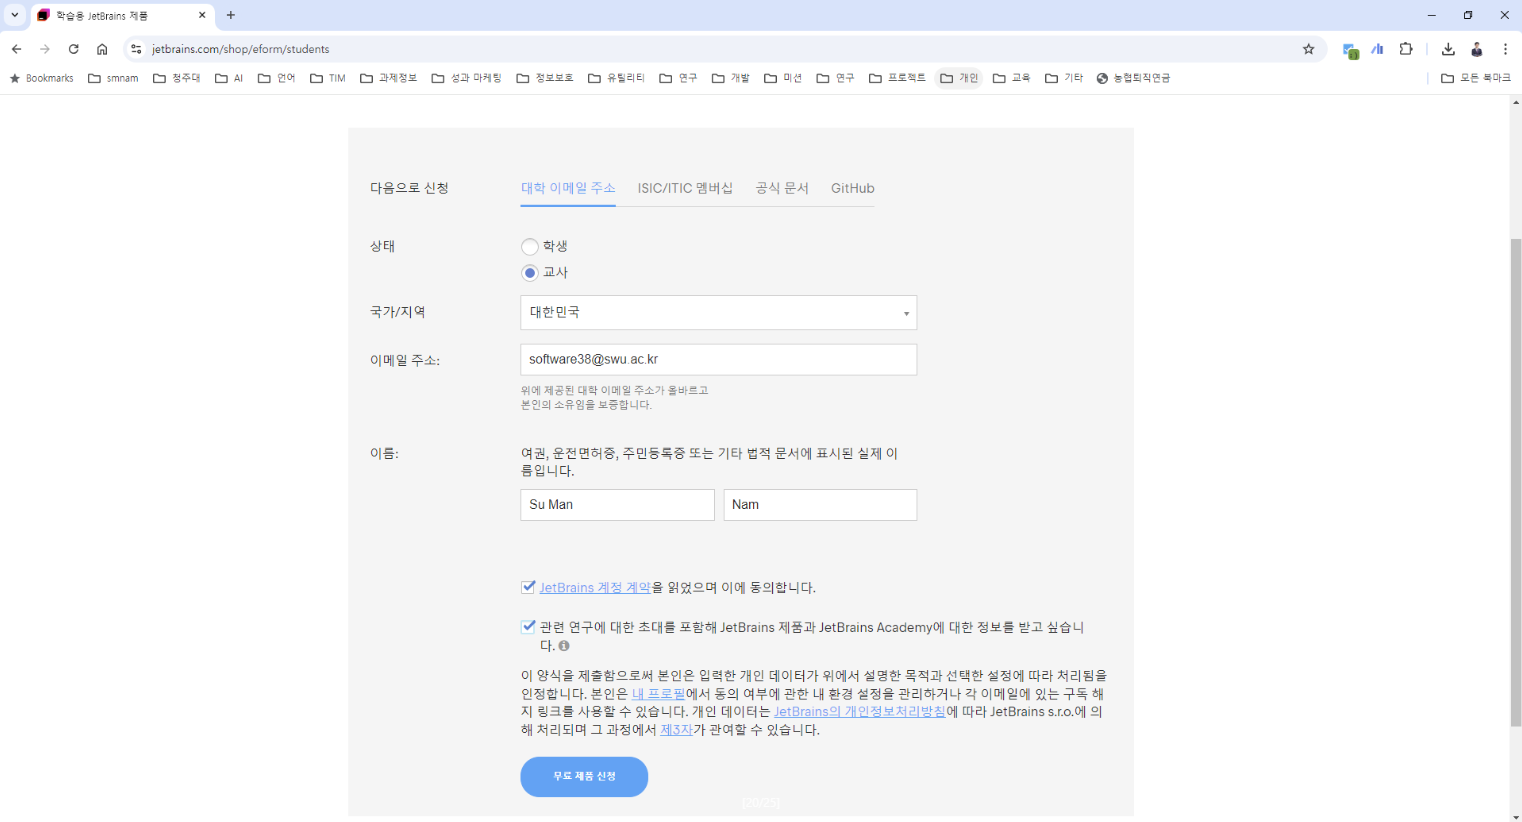 학습용 JetBrains 제품
jetbrains.com/shop/eform/students
Bookmarks smnam 청주대 AI 언어 TIM 과제정보 성과 마케팅 정보보호 유틸리티 연구 개발 미션 연구 프로젝트 개인 교육 기타 농협퇴직연금 모든 북마크
다음으로 신청 대학 이메일 주소 ISIC/ITIC 멤버십 공식 문서 GitHub
상태 학생
교사
국가/지역 대한민국
이메일 주소: software38@swu.ac.kr
위에 제공된 대학 이메일 주소가 올바르고
본인의 소유임을 보증합니다.
이름: 여권, 운전면허증, 주민등록증 또는 기타 법적 문서에 표시된 실제 이
름입니다.
Su Man Nam
JetBrains 계정 계약을 읽었으며 이에 동의합니다.
관련 연구에 대한 초대를 포함해 JetBrains 제품과 JetBrains Academy에 대한 정보를 받고 싶습니
다.
이 양식을 제출함으로써 본인은 입력한 개인 데이터가 위에서 설명한 목적과 선택한 설정에 따라 처리됨을
인정합니다. 본인은 내 프로필에서 동의 여부에 관한 내 환경 설정을 관리하거나 각 이메일에 있는 구독 해
지 링크를 사용할 수 있습니다. 개인 데이터는 JetBrains의 개인정보처리방침에 따라 JetBrains s.r.o.에 의
해 처리되며 그 과정에서 제3자가 관여할 수 있습니다.
무료 제품 신청
[20/25]